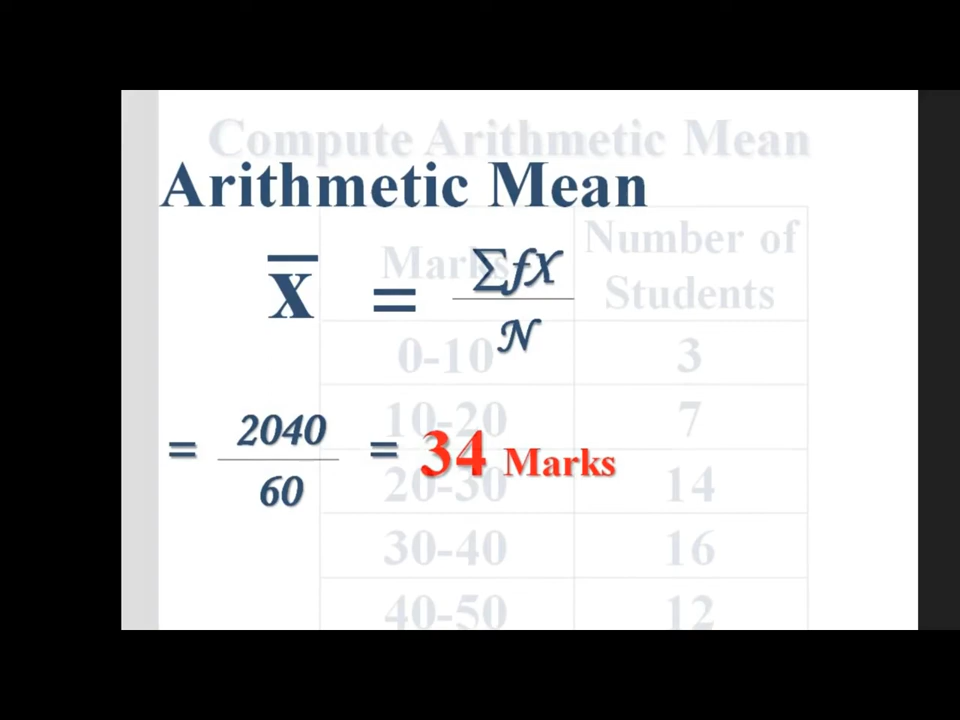 Compute Arithmetic Mean
Arithmetic Mean
Marks
Number of
Students
X̄ = ∑fX
N
0-10 3
10-20 7
= 2040 = 34 Marks
60
20-30 14
30-40 16
40-50 12